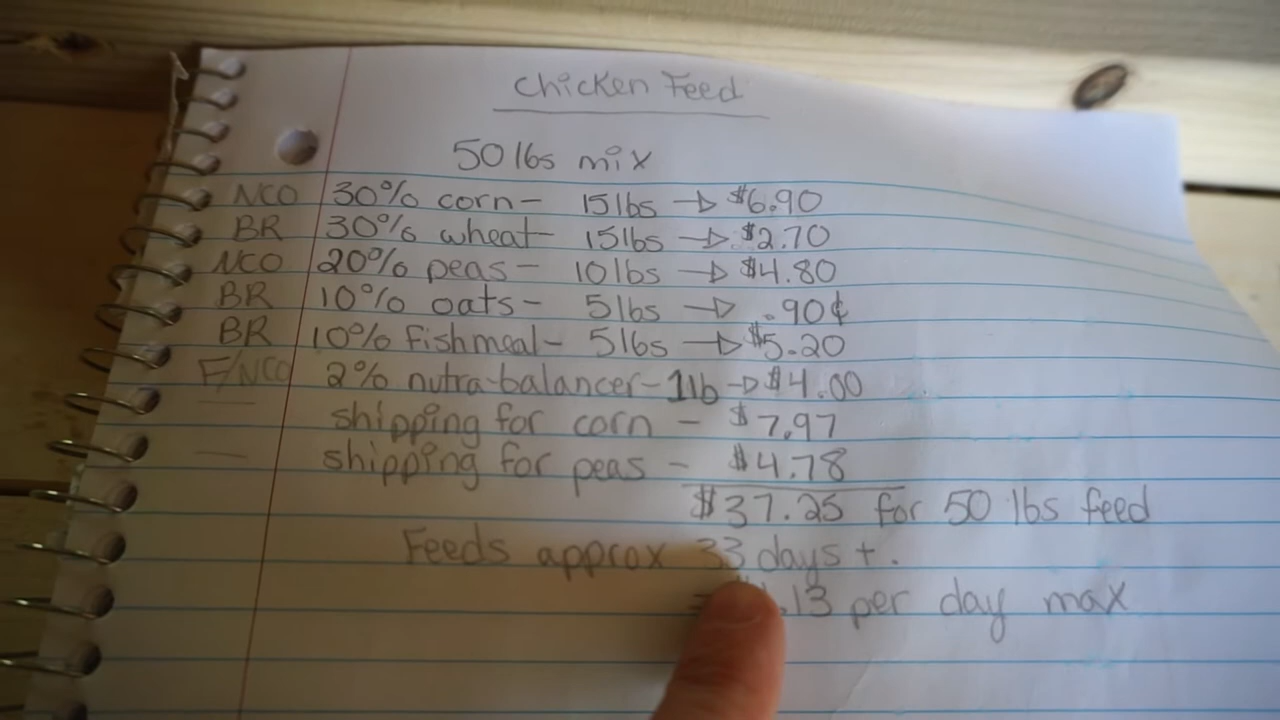 Chicken Feed
50 lbs mix
NCO 30% corn - 15lbs → $6.90
BR 30% wheat - 15lbs → $2.70
NCO 20% peas - 10lbs → $4.80
BR 10% oats - 5lbs → .90¢
BR 10% fishmeal - 5lbs → $5.20
F/NCO 2% nutra-balancer - 1lb → $4.00
shipping for corn - $7.97
shipping for peas - $4.78
$37.25 for 50 lbs feed
Feeds approx 33 days +.
.13 per day max